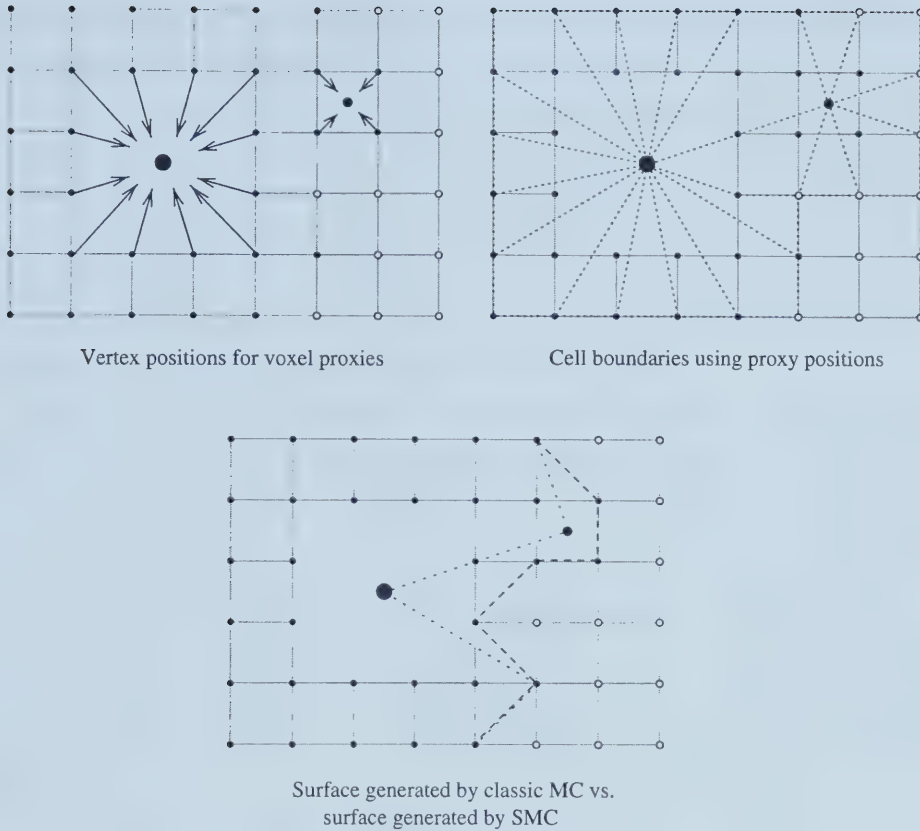 Vertex positions for voxel proxies
Cell boundaries using proxy positions
Surface generated by classic MC vs.
surface generated by SMC